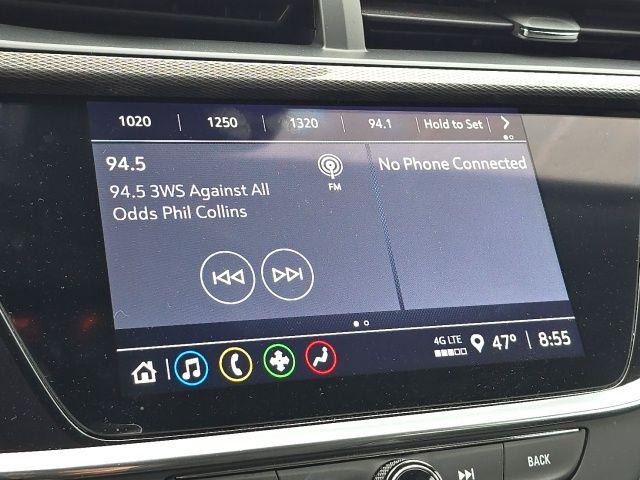 1020 1250 1320 94.1 Hold to Set
94.5
FM
94.5 3WS Against All
Odds Phil Collins
No Phone Connected
4G LTE 47° 8:55
BACK